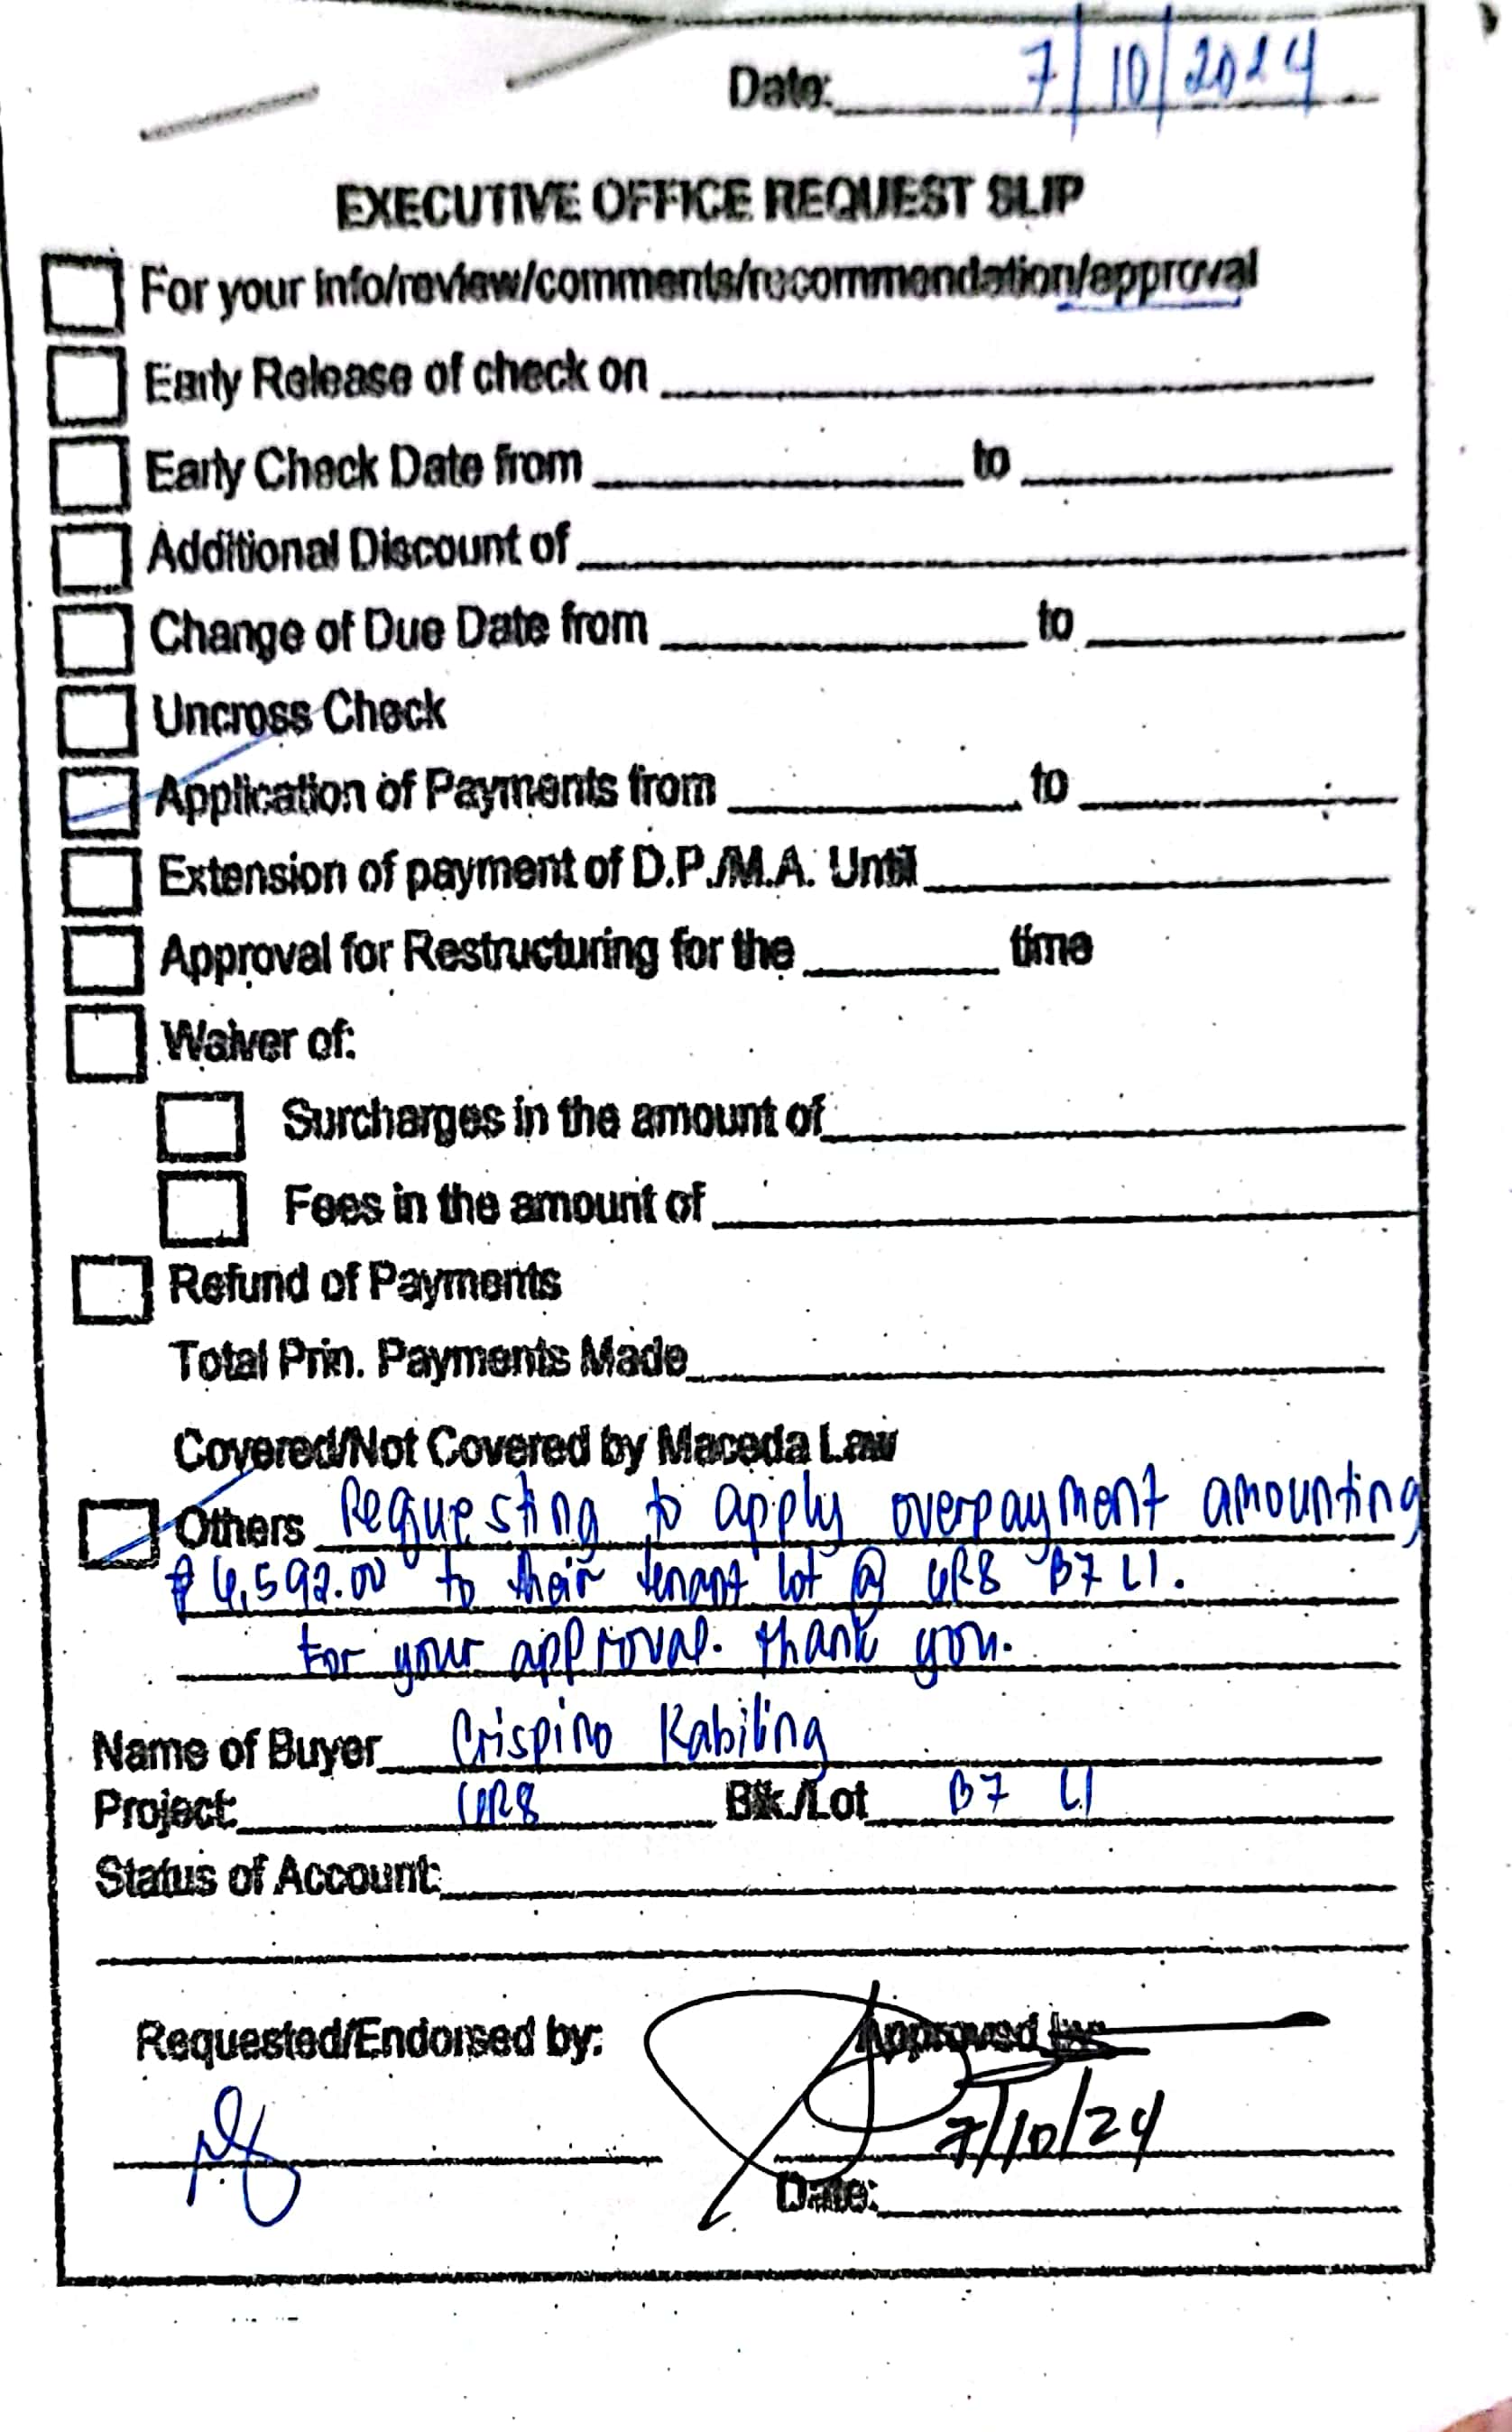 Date: 7/10/2024
EXECUTIVE OFFICE REQUEST SLIP
For your info/review/comments/recommendation/approval
Early Release of check on
Early Check Date from to
Additional Discount of
Change of Due Date from to
Uncross Check
Application of Payments from to
Extension of payment of D.P./M.A. Until
Approval for Restructuring for the time
Waiver of:
Surcharges in the amount of
Fees in the amount of
Refund of Payments
Total Prin. Payments Made
Covered/Not Covered by Maceda Law
Others Requesting to apply overpayment amounting
to their tenant lot @ B7 L1.
For your approval. Thank you.
Name of Buyer Crispino Kabiling
Project: Blk./Lot B7 L1
Status of Account:
Requested/Endorsed by: Approved by:
7/10/24
Date: